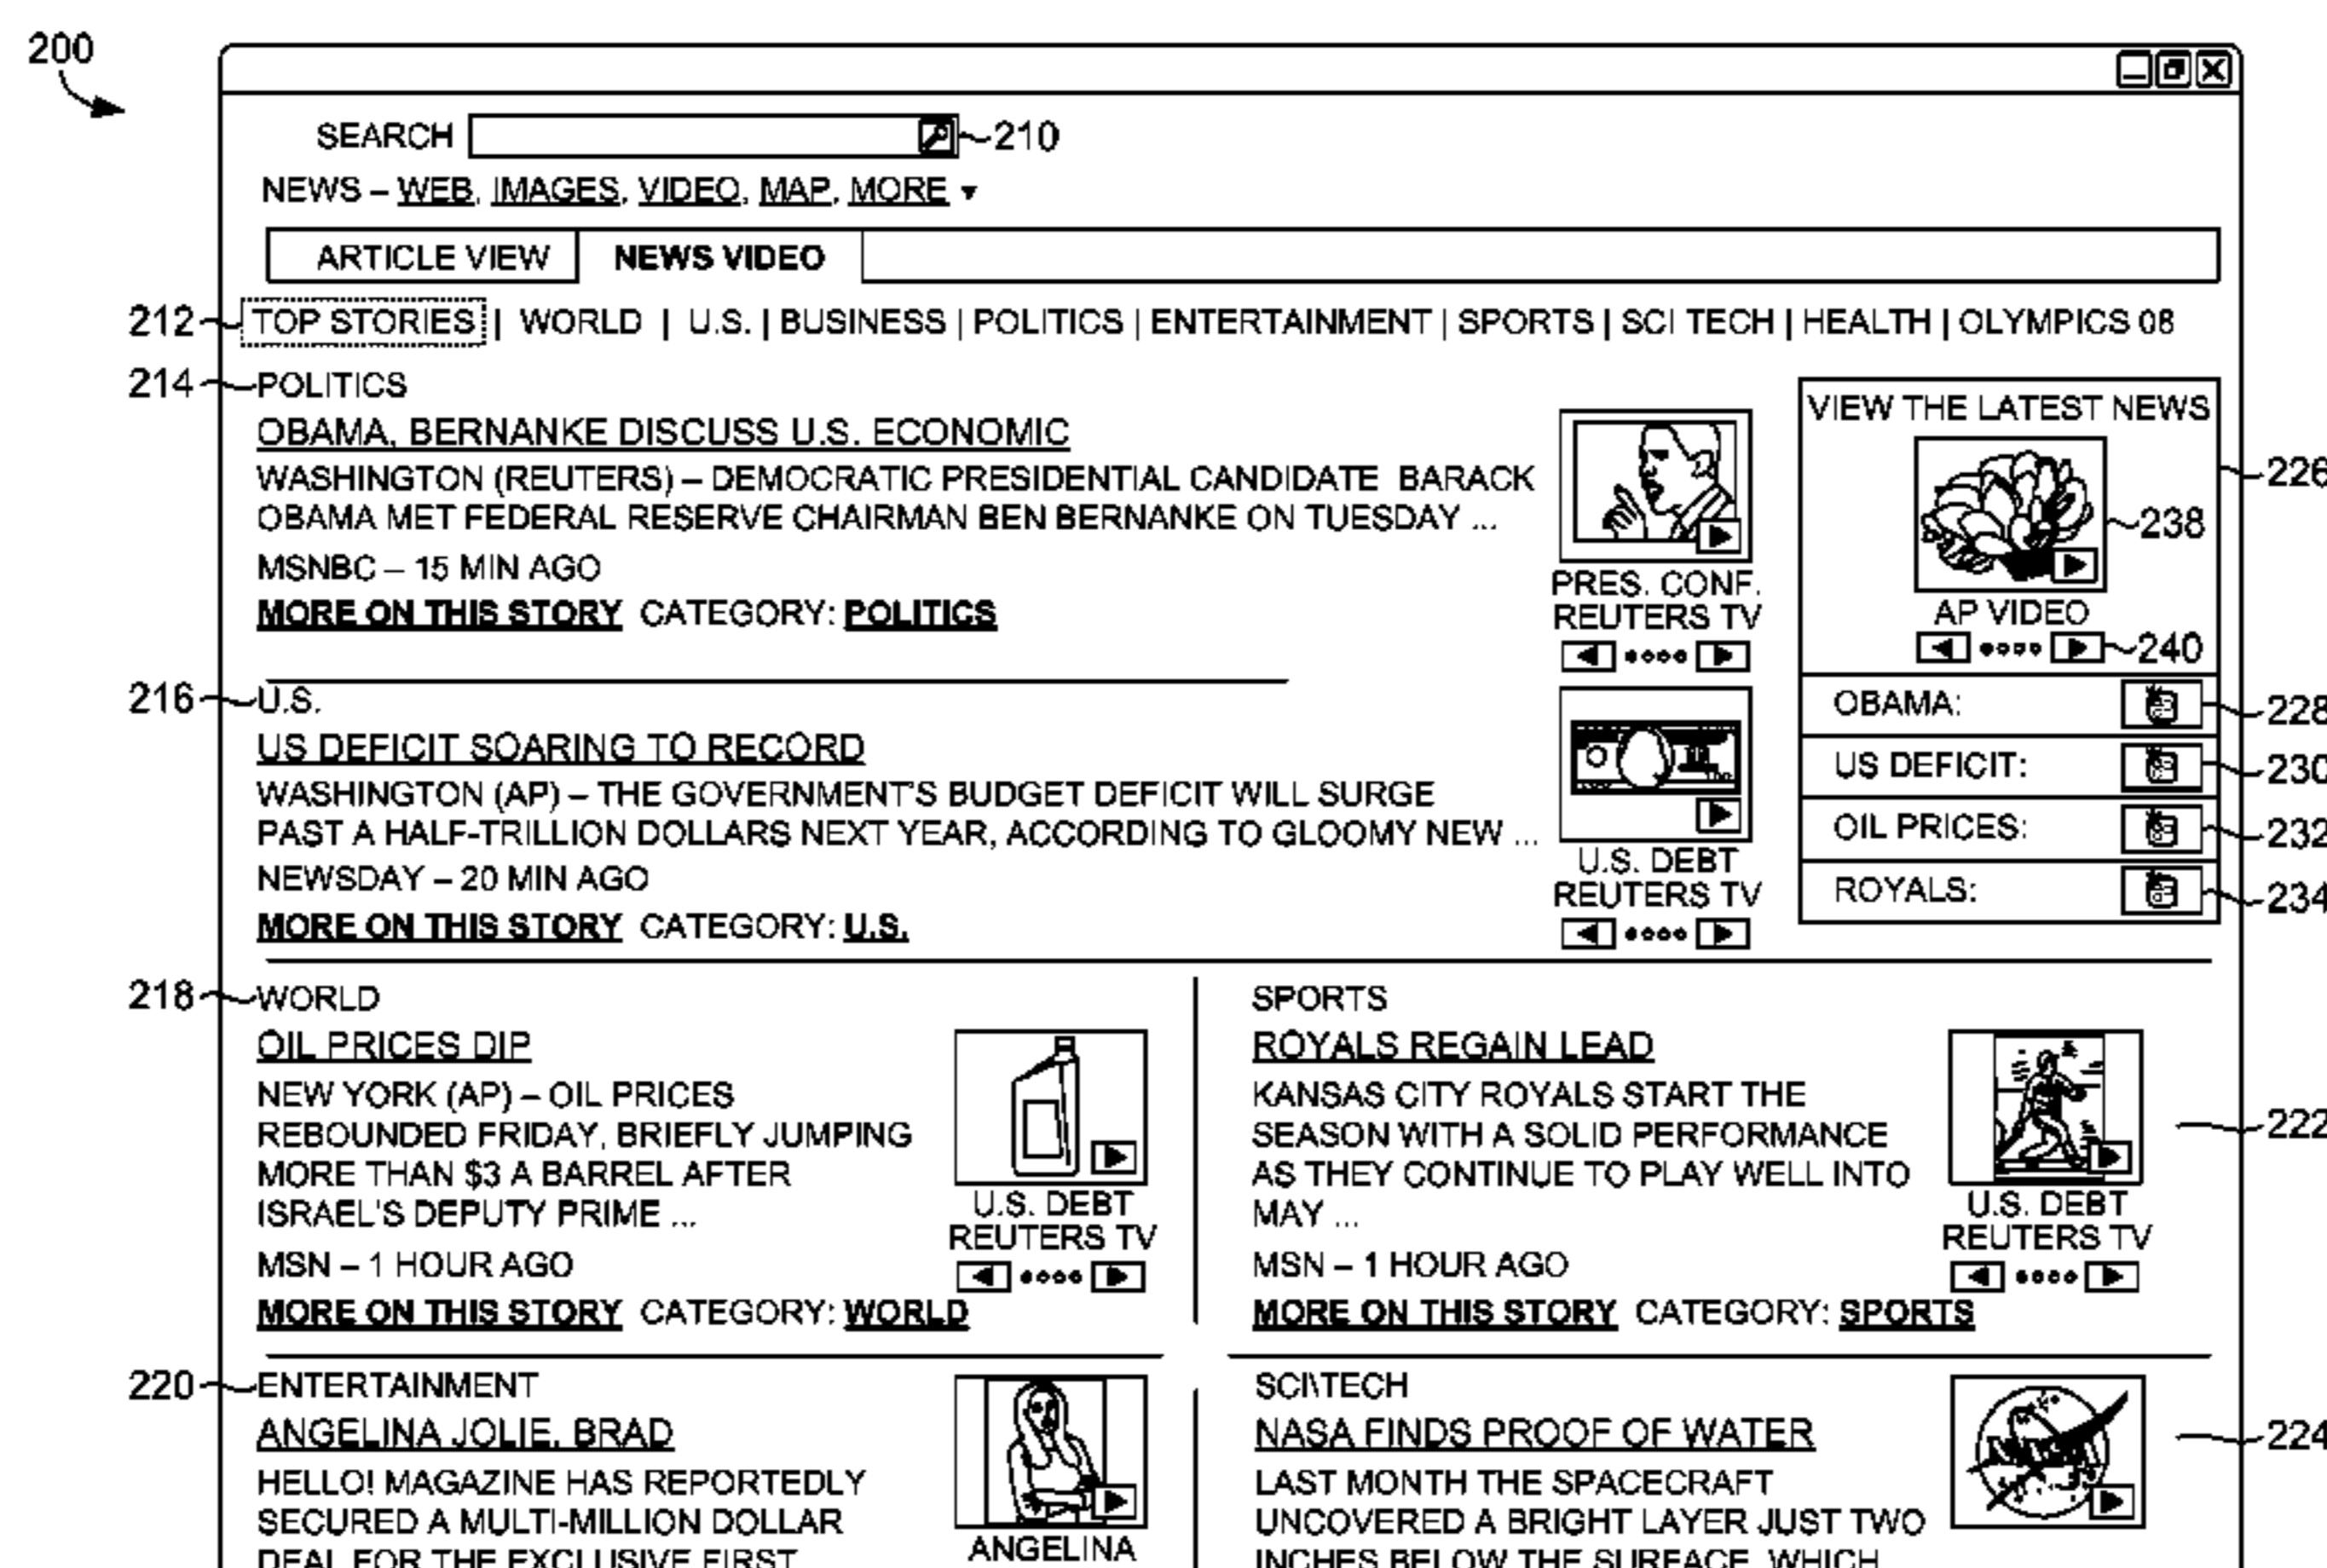 200
SEARCH
210
NEWS – WEB, IMAGES, VIDEO, MAP, MORE ▾
ARTICLE VIEW
NEWS VIDEO
212
TOP STORIES | WORLD | U.S. | BUSINESS | POLITICS | ENTERTAINMENT | SPORTS | SCI TECH | HEALTH | OLYMPICS 08
214
POLITICS
OBAMA, BERNANKE DISCUSS U.S. ECONOMIC
WASHINGTON (REUTERS) – DEMOCRATIC PRESIDENTIAL CANDIDATE BARACK
OBAMA MET FEDERAL RESERVE CHAIRMAN BEN BERNANKE ON TUESDAY ...
MSNBC – 15 MIN AGO
MORE ON THIS STORY CATEGORY: POLITICS
PRES. CONF.
REUTERS TV
VIEW THE LATEST NEWS
226
238
AP VIDEO
240
OBAMA:
228
US DEFICIT:
230
OIL PRICES:
232
ROYALS:
234
216
U.S.
US DEFICIT SOARING TO RECORD
WASHINGTON (AP) – THE GOVERNMENT'S BUDGET DEFICIT WILL SURGE
PAST A HALF-TRILLION DOLLARS NEXT YEAR, ACCORDING TO GLOOMY NEW ...
NEWSDAY – 20 MIN AGO
MORE ON THIS STORY CATEGORY: U.S.
U.S. DEBT
REUTERS TV
218
WORLD
OIL PRICES DIP
NEW YORK (AP) – OIL PRICES
REBOUNDED FRIDAY, BRIEFLY JUMPING
MORE THAN $3 A BARREL AFTER
ISRAEL'S DEPUTY PRIME ...
MSN – 1 HOUR AGO
MORE ON THIS STORY CATEGORY: WORLD
U.S. DEBT
REUTERS TV
SPORTS
ROYALS REGAIN LEAD
KANSAS CITY ROYALS START THE
SEASON WITH A SOLID PERFORMANCE
AS THEY CONTINUE TO PLAY WELL INTO
MAY ...
MSN – 1 HOUR AGO
MORE ON THIS STORY CATEGORY: SPORTS
U.S. DEBT
REUTERS TV
222
220
ENTERTAINMENT
ANGELINA JOLIE, BRAD
HELLO! MAGAZINE HAS REPORTEDLY
SECURED A MULTI-MILLION DOLLAR
DEAL FOR THE EXCLUSIVE FIRST
ANGELINA
SCI\TECH
NASA FINDS PROOF OF WATER
LAST MONTH THE SPACECRAFT
UNCOVERED A BRIGHT LAYER JUST TWO
INCHES BELOW THE SURFACE, WHICH
224